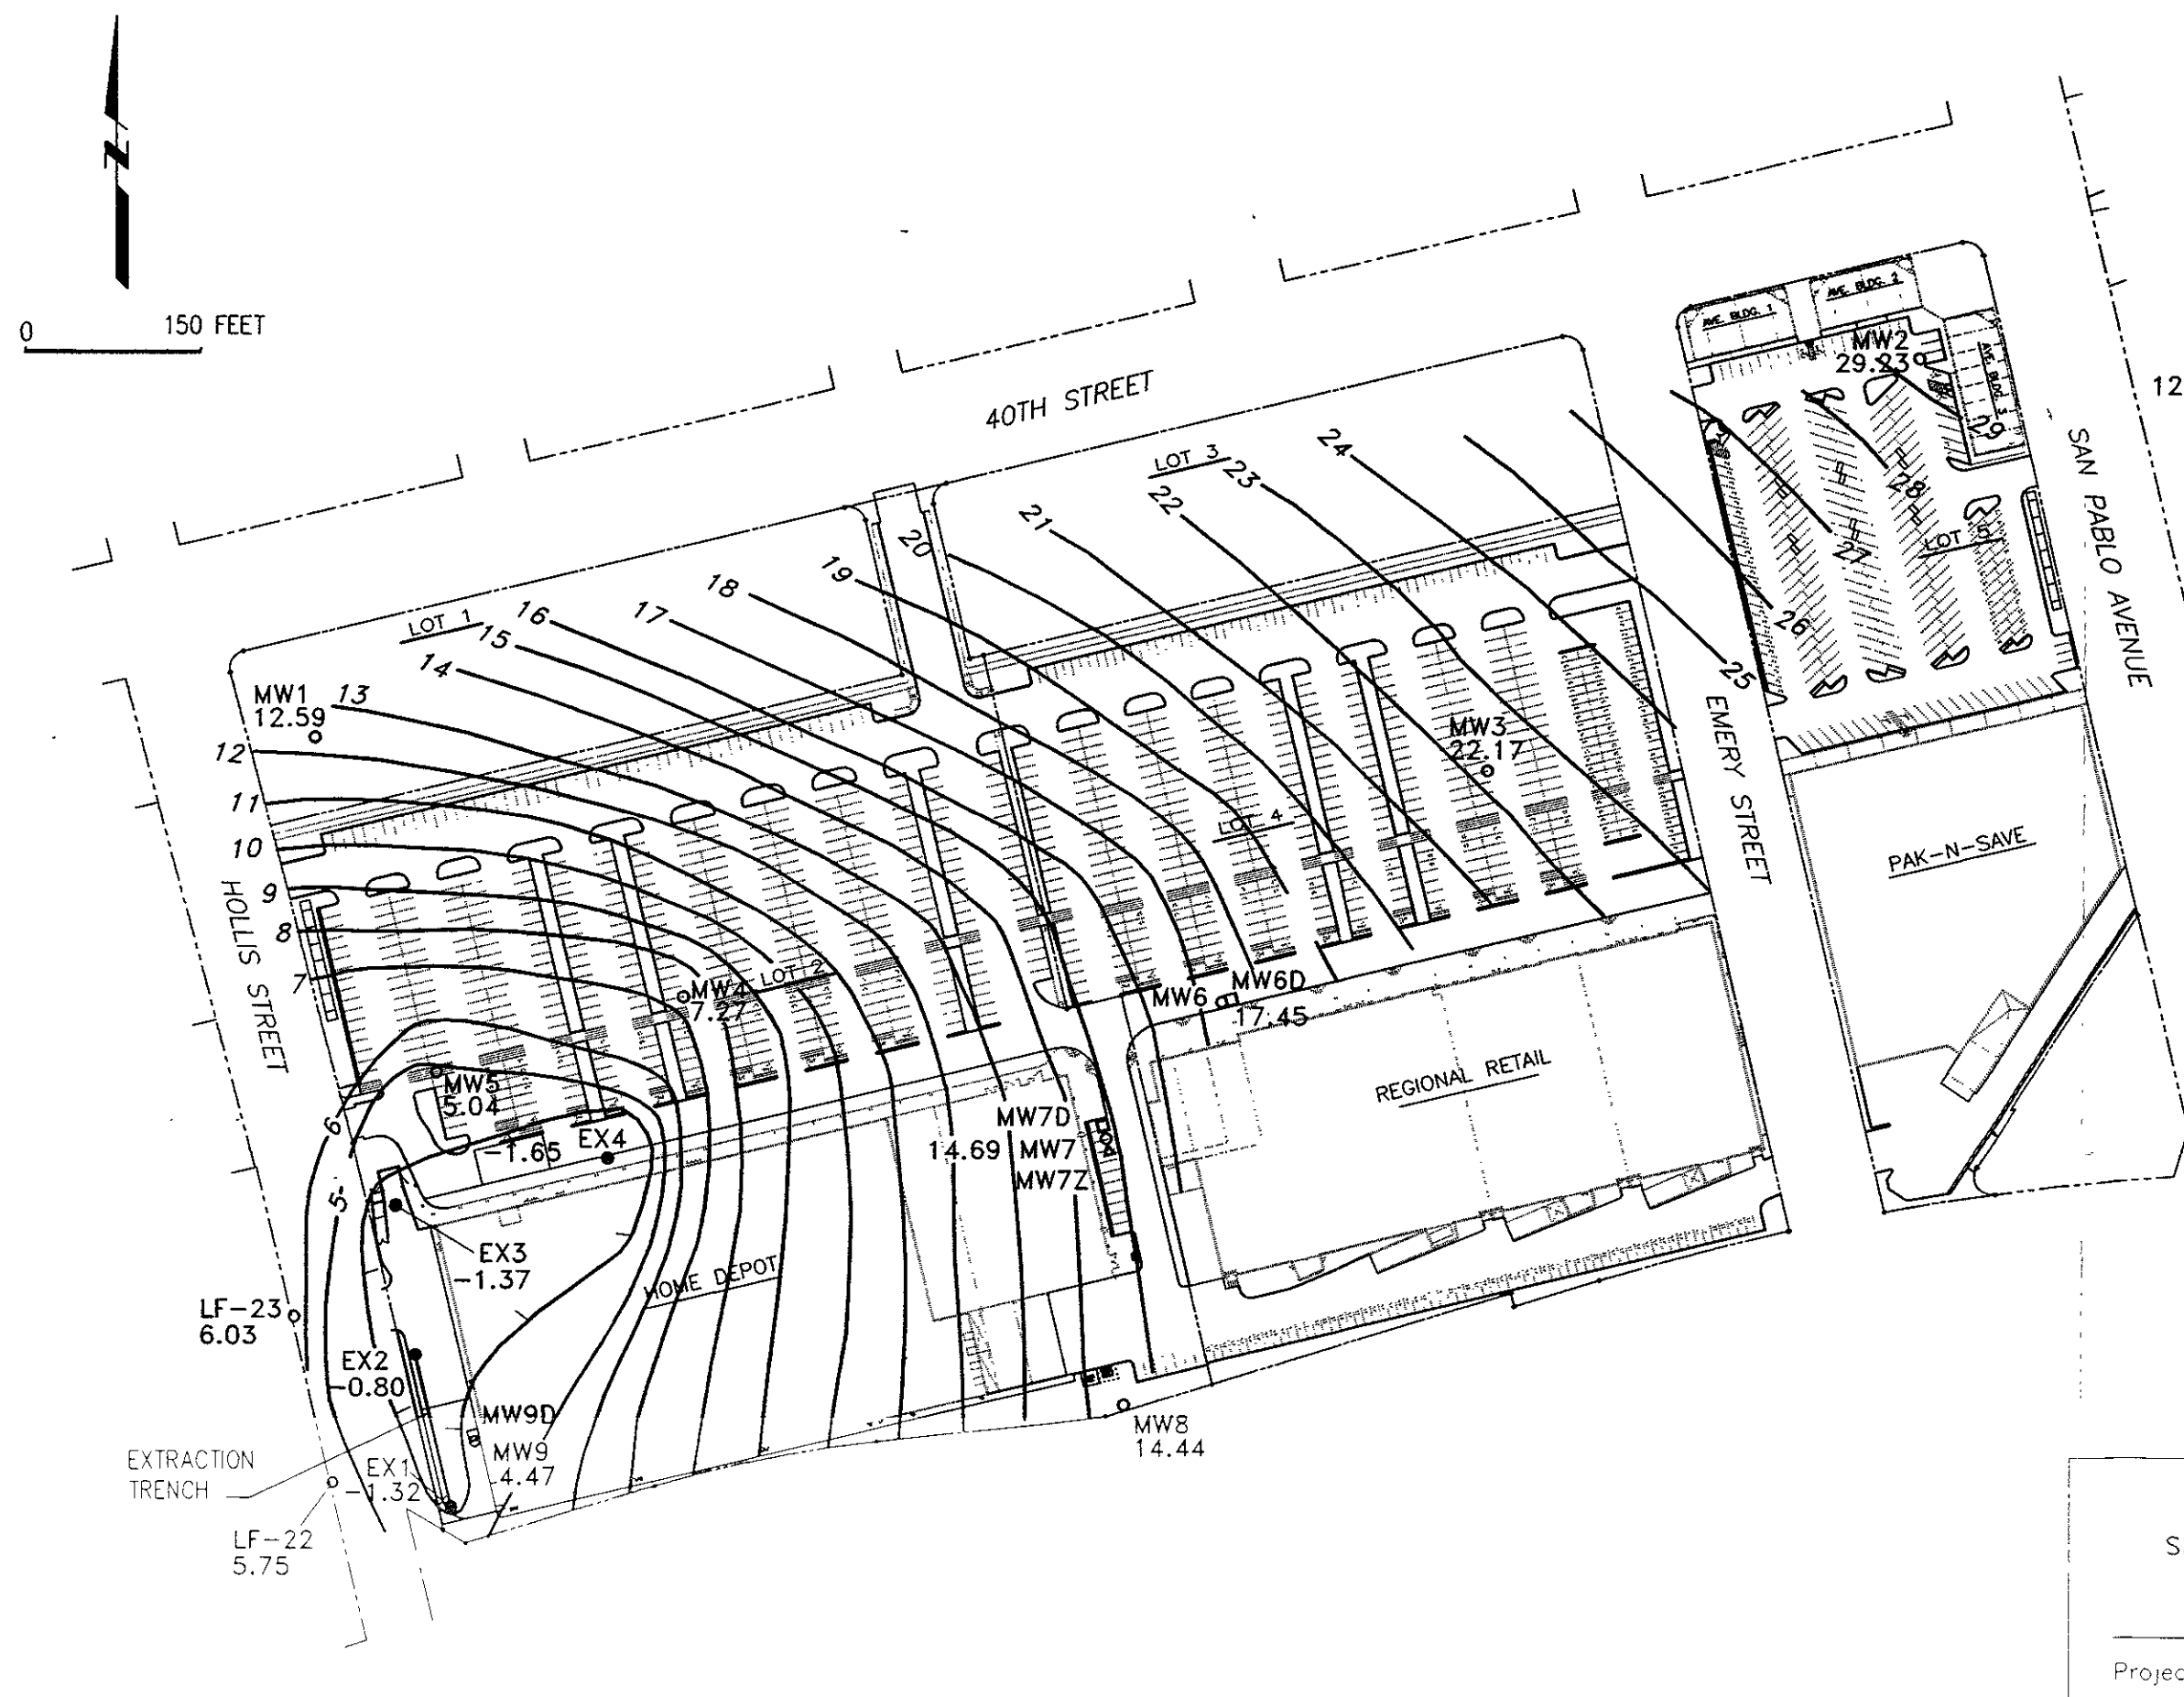 N
0 150 FEET
40TH STREET
AVE. BLDG. 1
AVE. BLDG. 2
AVE. BLDG. 3
MW2
29.23
12
SAN PABLO AVENUE
29
28
27
26
25
LOT 5
LOT 3
24
23
22
21
20
19
18
17
16
15
14
13
LOT 1
MW1
12.59
12
11
10
9
8
7
6
5
HOLLIS STREET
EMERY STREET
MW3
22.17
LOT 4
PAK-N-SAVE
LOT 2
MW4
7.27
MW6
MW6D
17.45
REGIONAL RETAIL
MW5
5.04
-1.65
EX4
MW7D
14.69 MW7
MW7Z
EX3
-1.37
HOME DEPOT
LF-23
6.03
EX2
-0.80
MW9D
MW9
4.47
MW8
14.44
EXTRACTION
TRENCH
EX1
-1.32
LF-22
5.75
S
Projec